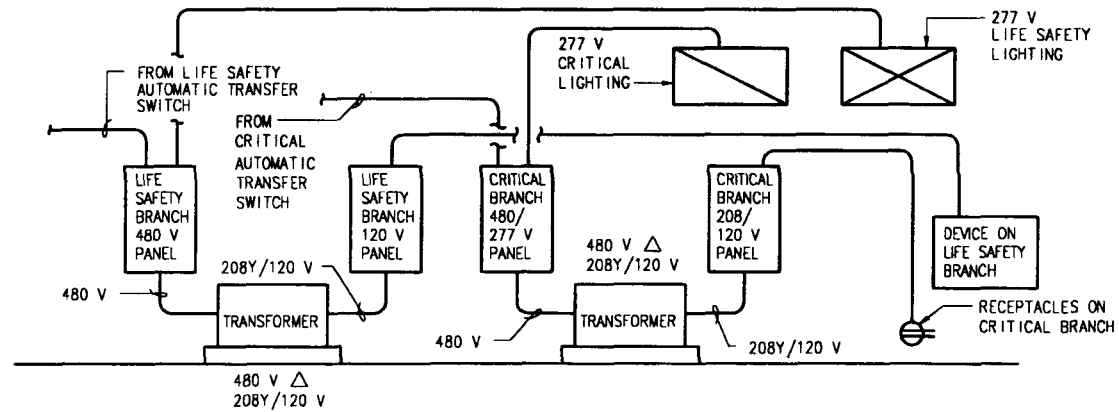 277 V
LIFE SAFETY
LIGHTING
277 V
CRITICAL
LIGHTING
FROM LIFE SAFETY
AUTOMATIC TRANSFER
SWITCH
FROM
CRITICAL
AUTOMATIC
TRANSFER
SWITCH
LIFE
SAFETY
BRANCH
480 V
PANEL
LIFE
SAFETY
BRANCH
120 V
PANEL
CRITICAL
BRANCH
480/
277 V
PANEL
CRITICAL
BRANCH
208/
120 V
PANEL
DEVICE ON
LIFE SAFETY
BRANCH
480 V △
208Y/120 V
208Y/120 V
480 V
TRANSFORMER
480 V
TRANSFORMER
208Y/120 V
RECEPTACLES ON
CRITICAL BRANCH
480 V △
208Y/120 V